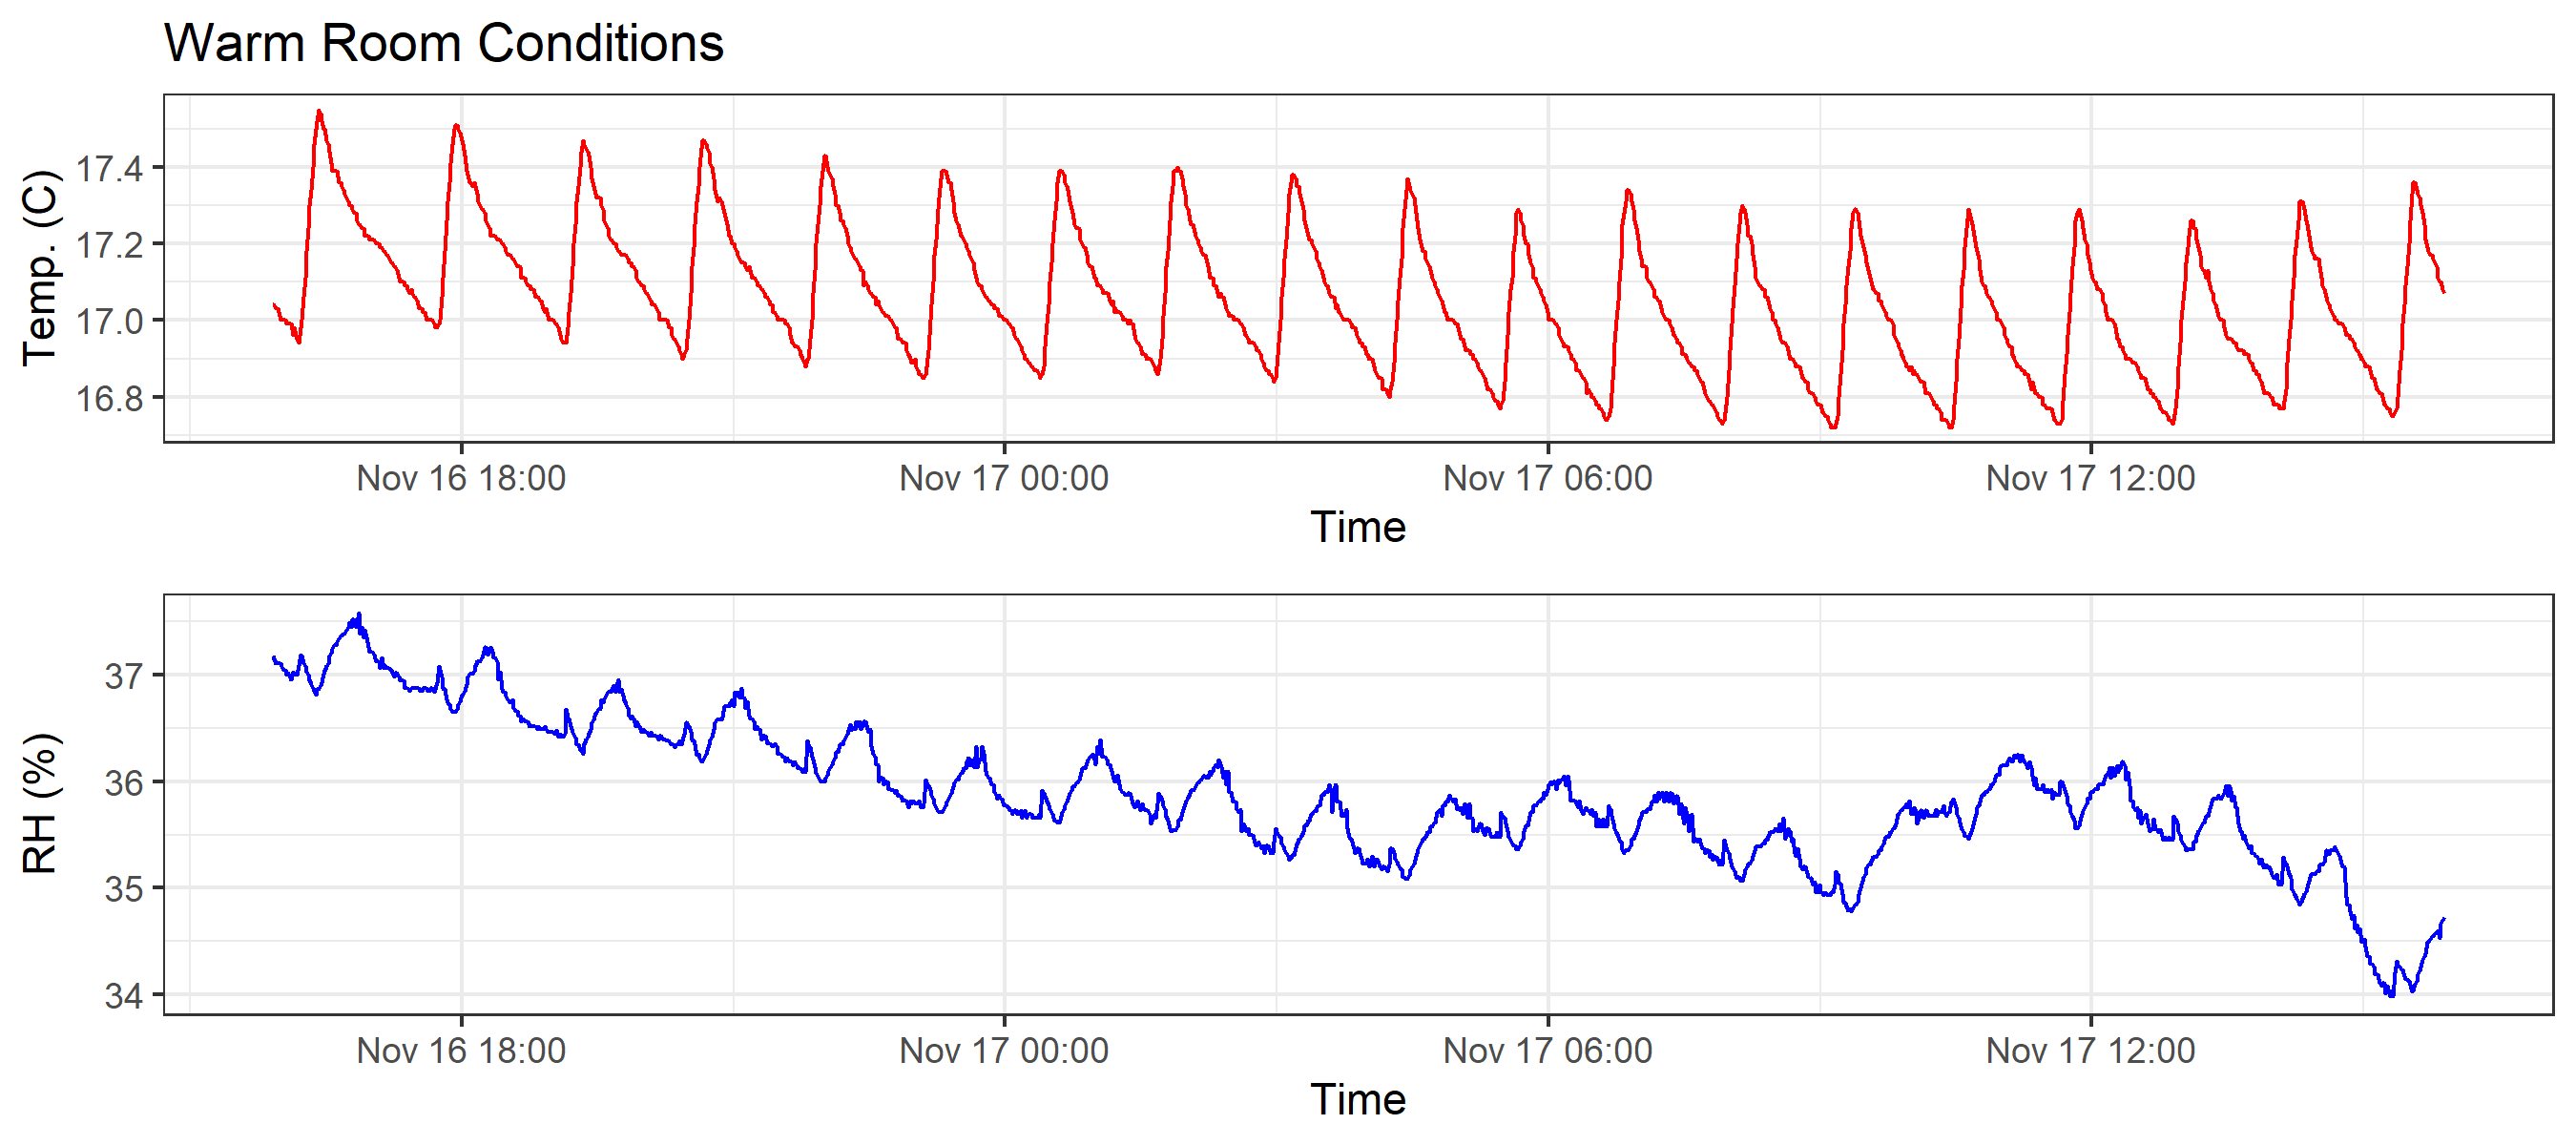 Warm Room Conditions
Temp. (C)
17.4
17.2
17.0
16.8
Nov 16 18:00 Nov 17 00:00 Nov 17 06:00 Nov 17 12:00
Time
RH (%)
37
36
35
34
Nov 16 18:00 Nov 17 00:00 Nov 17 06:00 Nov 17 12:00
Time